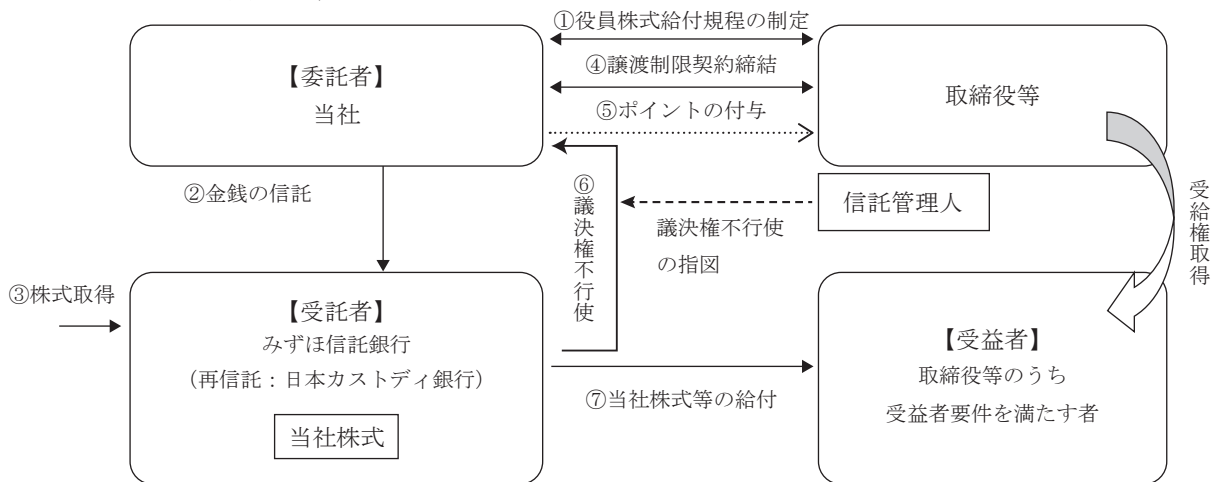 ①役員株式給付規程の制定
【委託者】
当社
④譲渡制限契約締結
⑤ポイントの付与
取締役等
②金銭の信託
⑥議決権不行使
議決権不行使
の指図
信託管理人
受給権取得
③株式取得
【受託者】
みずほ信託銀行
(再信託:日本カストディ銀行)
当社株式
⑦当社株式等の給付
【受益者】
取締役等のうち
受益者要件を満たす者